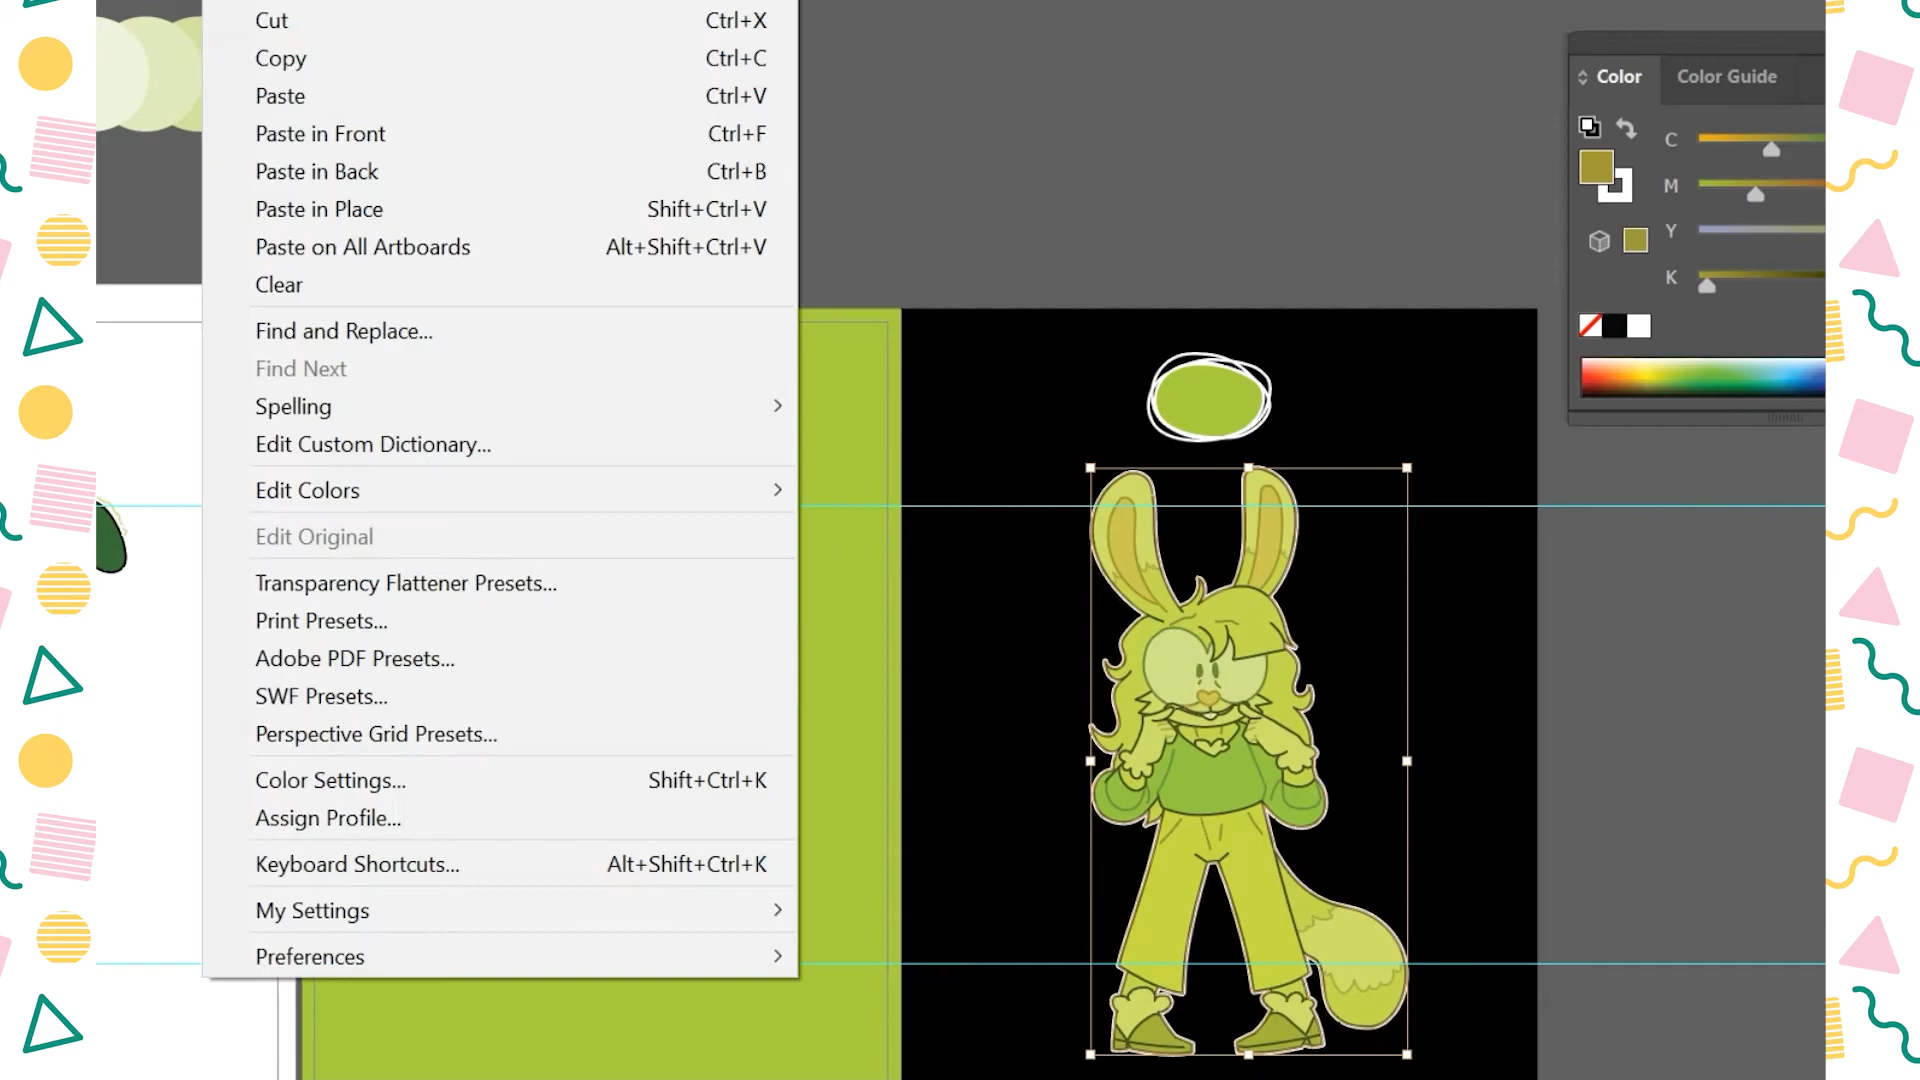 Cut Ctrl+X
Copy Ctrl+C
Paste Ctrl+V
Paste in Front Ctrl+F
Paste in Back Ctrl+B
Paste in Place Shift+Ctrl+V
Paste on All Artboards Alt+Shift+Ctrl+V
Clear
Find and Replace...
Find Next
Spelling
Edit Custom Dictionary...
Edit Colors
Edit Original
Transparency Flattener Presets...
Print Presets...
Adobe PDF Presets...
SWF Presets...
Perspective Grid Presets...
Color Settings... Shift+Ctrl+K
Assign Profile...
Keyboard Shortcuts... Alt+Shift+Ctrl+K
My Settings
Preferences
Color Color Guide
C
M
Y
K